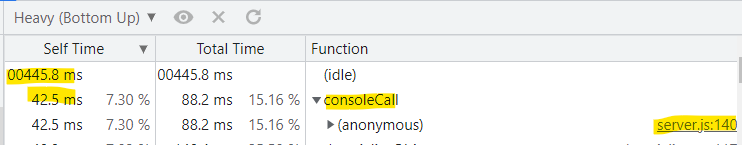 Heavy (Bottom Up)
Self Time Total Time Function
00445.8 ms 00445.8 ms (idle)
42.5 ms 7.30 % 88.2 ms 15.16 % consoleCall
42.5 ms 7.30 % 88.2 ms 15.16 % (anonymous) server.js:140